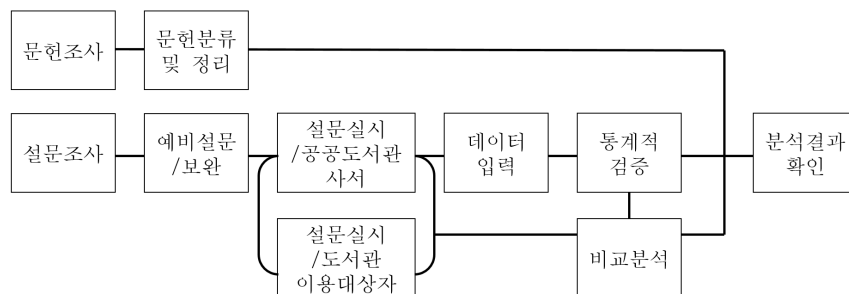 문헌조사
문헌분류
및 정리
설문조사
예비설문
/보완
설문실시
/공공도서관
사서
데이터
입력
통계적
검증
분석결과
확인
설문실시
/도서관
이용대상자
비교분석